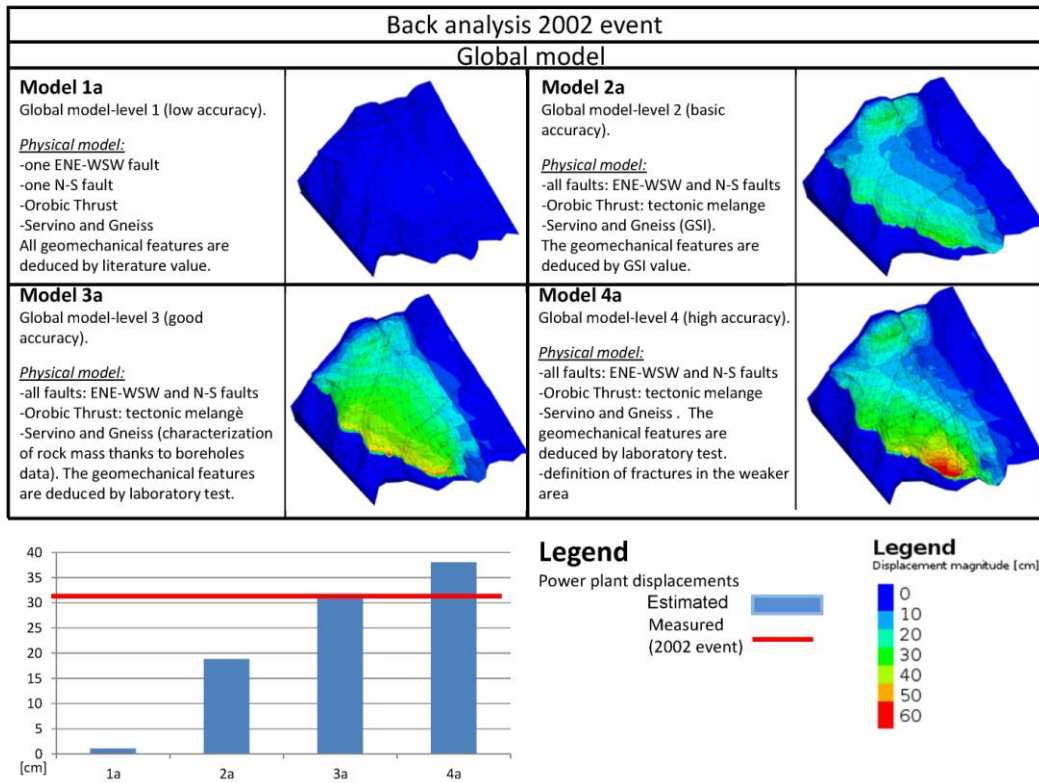 Back analysis 2002 event
Global model
Model 1a
Global model-level 1 (low accuracy).
Physical model:
-one ENE-WSW fault
-one N-S fault
-Orobic Thrust
-Servino and Gneiss
All geomechanical features are
deduced by literature value.
Model 2a
Global model-level 2 (basic
accuracy).
Physical model:
-all faults: ENE-WSW and N-S faults
-Orobic Thrust: tectonic melange
-Servino and Gneiss (GSI).
The geomechanical features are
deduced by GSI value.
Model 3a
Global model-level 3 (good
accuracy).
Physical model:
-all faults: ENE-WSW and N-S faults
-Orobic Thrust: tectonic melangè
-Servino and Gneiss (characterization
of rock mass thanks to boreholes
data). The geomechanical features
are deduced by laboratory test.
Model 4a
Global model-level 4 (high accuracy).
Physical model:
-all faults: ENE-WSW and N-S faults
-Orobic Thrust: tectonic melange
-Servino and Gneiss . The
geomechanical features are
deduced by laboratory test.
-definition of fractures in the weaker
area
40
35
30
25
20
15
10
5
0
[cm]
1a 2a 3a 4a
Legend
Power plant displacements
Estimated
Measured
(2002 event)
Legend
Displacement magnitude [cm]
0
10
20
30
40
50
60